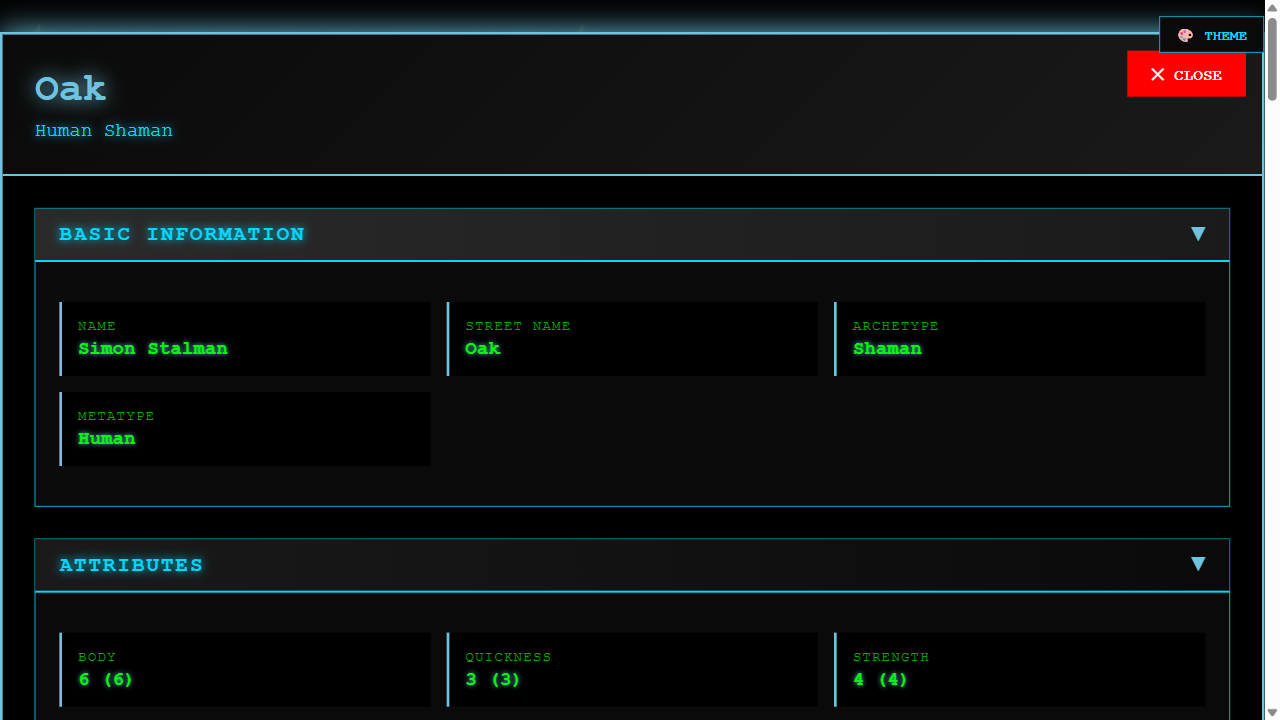 🎨 THEME
✕ CLOSE
Oak
Human Shaman
BASIC INFORMATION ▼
NAME
Simon Stalman
STREET NAME
Oak
ARCHETYPE
Shaman
METATYPE
Human
ATTRIBUTES ▼
BODY
6 (6)
QUICKNESS
3 (3)
STRENGTH
4 (4)